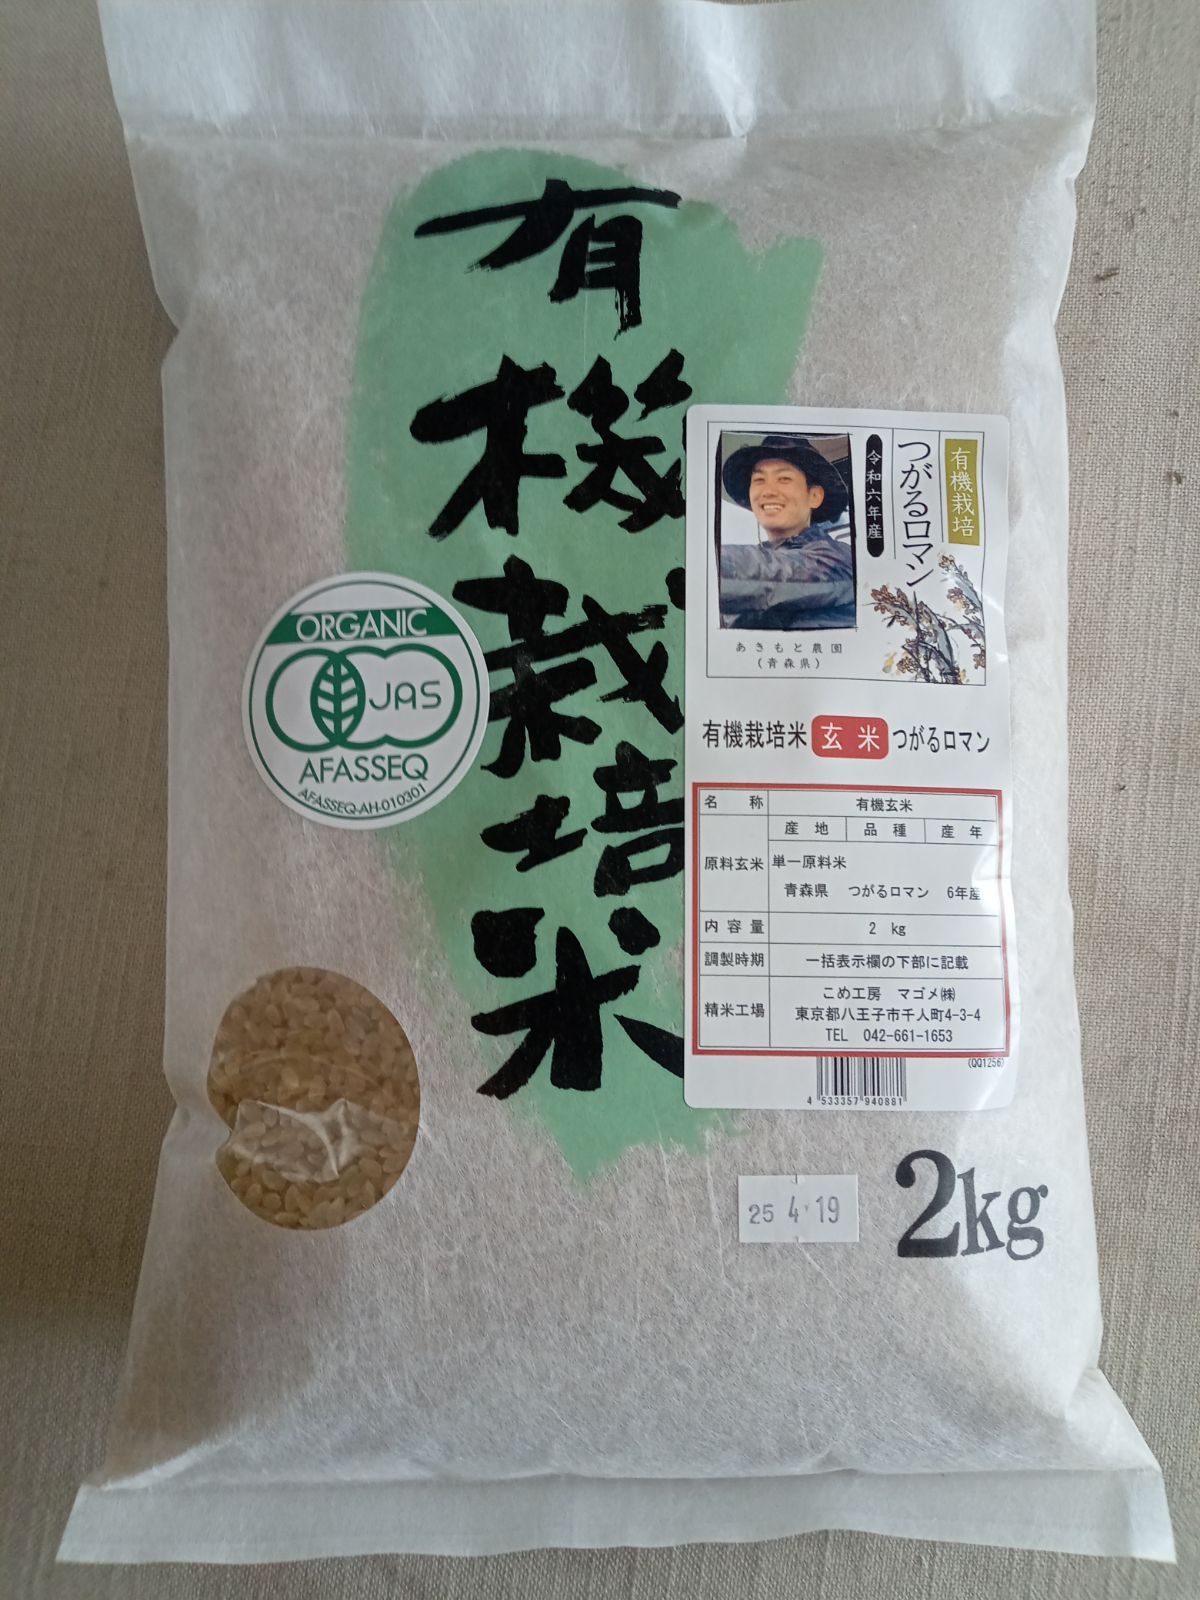 有機栽培米
ORGANIC
JAS
AFASSEQ
AFASSEQ-AH-010301
有機栽培
つがるロマン
令和六年産
あきもと農園
(青森県)
有機栽培米 玄米 つがるロマン
名 称 有機玄米
原料玄米 産 地 品 種 産 年
単一原料米
青森県 つがるロマン 6年産
内容量 2 kg
調製時期 一括表示欄の下部に記載
精米工場 こめ工房 マゴメ㈱
東京都八王子市千人町4-3-4
TEL 042-661-1653
(QQ1256)
4 533357 940881
25 4 19
2kg